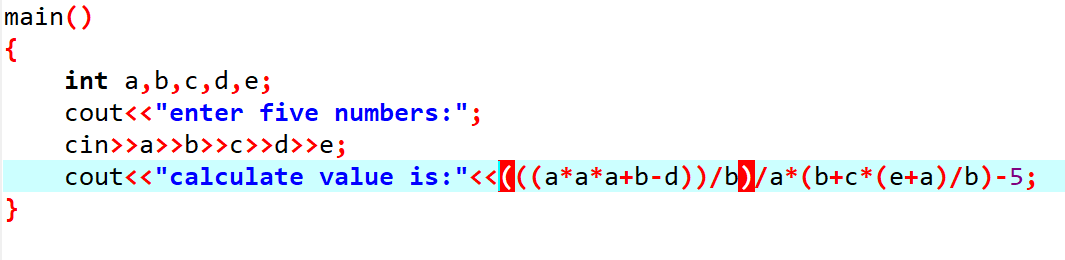 main()
{
    int a,b,c,d,e;
    cout<<"enter five numbers:";
    cin>>a>>b>>c>>d>>e;
    cout<<"calculate value is:"<<(((a*a*a+b-d))/b)/a*(b+c*(e+a)/b)-5;
}